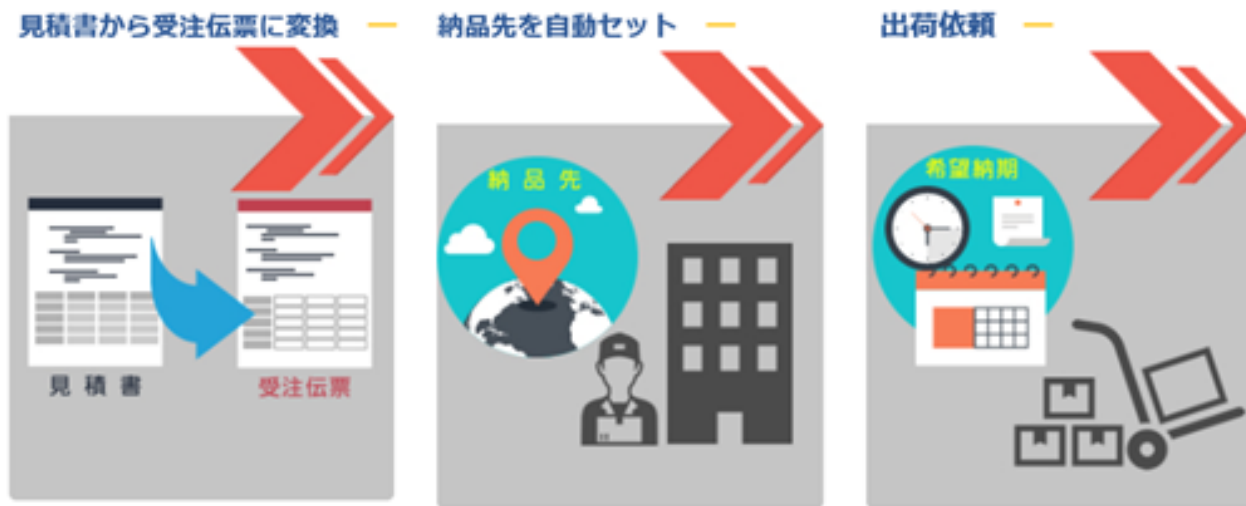 見積書から受注伝票に変換
見積書
受注伝票
納品先を自動セット
納品先
出荷依頼
希望納期